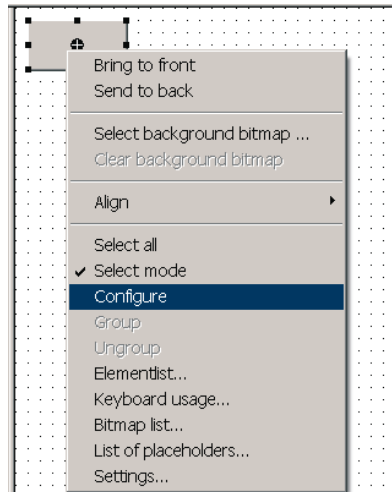 Bring to front
Send to back
Select background bitmap ...
Clear background bitmap
Align
Select all
Select mode
Configure
Group
Ungroup
Elementlist...
Keyboard usage...
Bitmap list...
List of placeholders...
Settings...